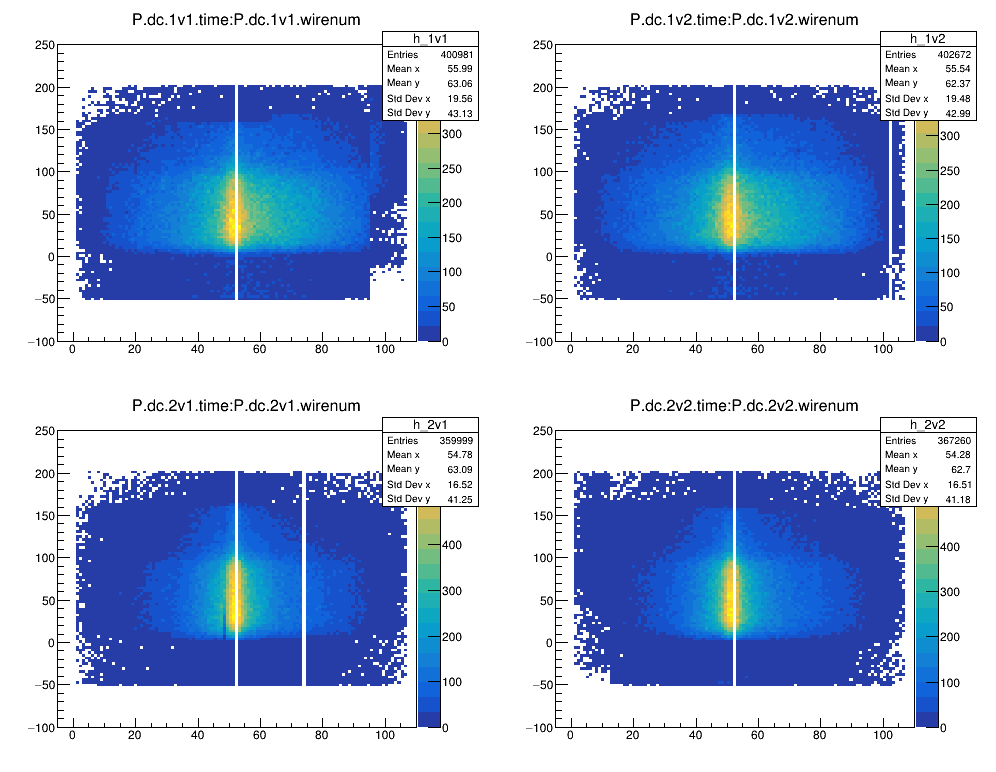 P.dc.1v1.time:P.dc.1v1.wirenum
h_1v1
Entries 400981
Mean x 55.99
Mean y 63.06
Std Dev x 19.56
Std Dev y 43.13
250
200
150
100
50
0
−50
−100
0 20 40 60 80 100
300
250
200
150
100
50
0
P.dc.1v2.time:P.dc.1v2.wirenum
h_1v2
Entries 402672
Mean x 55.54
Mean y 62.37
Std Dev x 19.48
Std Dev y 42.99
250
200
150
100
50
0
−50
−100
0 20 40 60 80 100
300
250
200
150
100
50
0
P.dc.2v1.time:P.dc.2v1.wirenum
h_2v1
Entries 359999
Mean x 54.78
Mean y 63.09
Std Dev x 16.52
Std Dev y 41.25
250
200
150
100
50
0
−50
−100
0 20 40 60 80 100
400
300
200
100
0
P.dc.2v2.time:P.dc.2v2.wirenum
h_2v2
Entries 367260
Mean x 54.28
Mean y 62.7
Std Dev x 16.51
Std Dev y 41.18
250
200
150
100
50
0
−50
−100
0 20 40 60 80 100
400
300
200
100
0